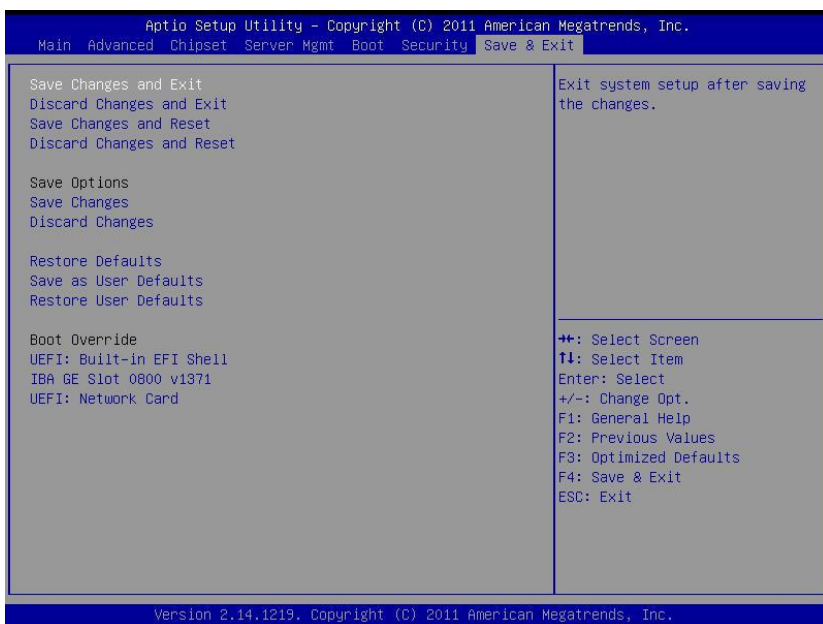 Aptio Setup Utility – Copyright (C) 2011 American Megatrends, Inc.
Main Advanced Chipset Server Mgmt Boot Security Save & Exit
Save Changes and Exit
Discard Changes and Exit
Save Changes and Reset
Discard Changes and Reset
Save Options
Save Changes
Discard Changes
Restore Defaults
Save as User Defaults
Restore User Defaults
Boot Override
UEFI: Built-in EFI Shell
IBA GE Slot 0800 v1371
UEFI: Network Card
Exit system setup after saving
the changes.
→←: Select Screen
↑↓: Select Item
Enter: Select
+/-: Change Opt.
F1: General Help
F2: Previous Values
F3: Optimized Defaults
F4: Save & Exit
ESC: Exit
Version 2.14.1219. Copyright (C) 2011 American Megatrends, Inc.